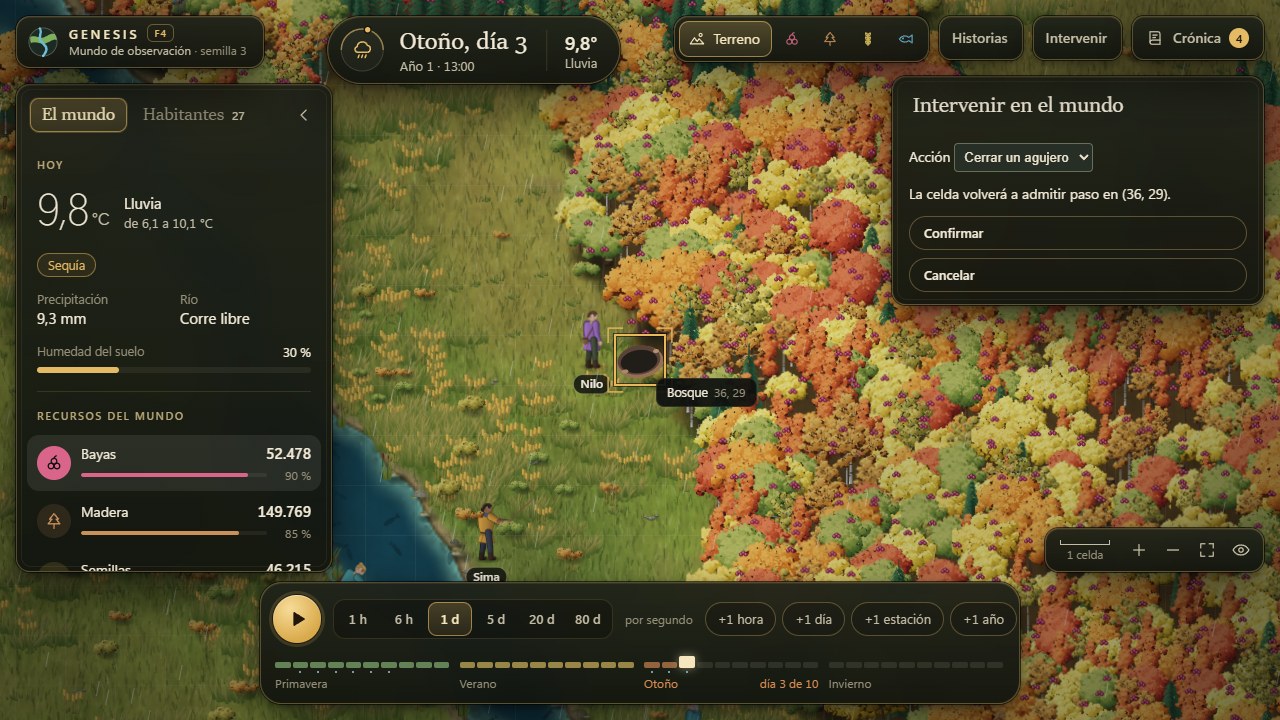 GENESIS F4
Mundo de observación · semilla 3
Otoño, día 3
Año 1 · 13:00
9,8°
Lluvia
Terreno
Historias
Intervenir
Crónica 4
El mundo
Habitantes 27
HOY
9,8 °C
Lluvia
de 6,1 a 10,1 °C
Sequía
Precipitación
9,3 mm
Río
Corre libre
Humedad del suelo 30 %
RECURSOS DEL MUNDO
Bayas 52.478
90 %
Madera 149.769
85 %
Semillas 46.215
Intervenir en el mundo
Acción Cerrar un agujero
La celda volverá a admitir paso en (36, 29).
Confirmar
Cancelar
Nilo
Bosque 36, 29
Sima
1 celda
1 h 6 h 1 d 5 d 20 d 80 d por segundo +1 hora +1 día +1 estación +1 año
Primavera Verano Otoño día 3 de 10 Invierno